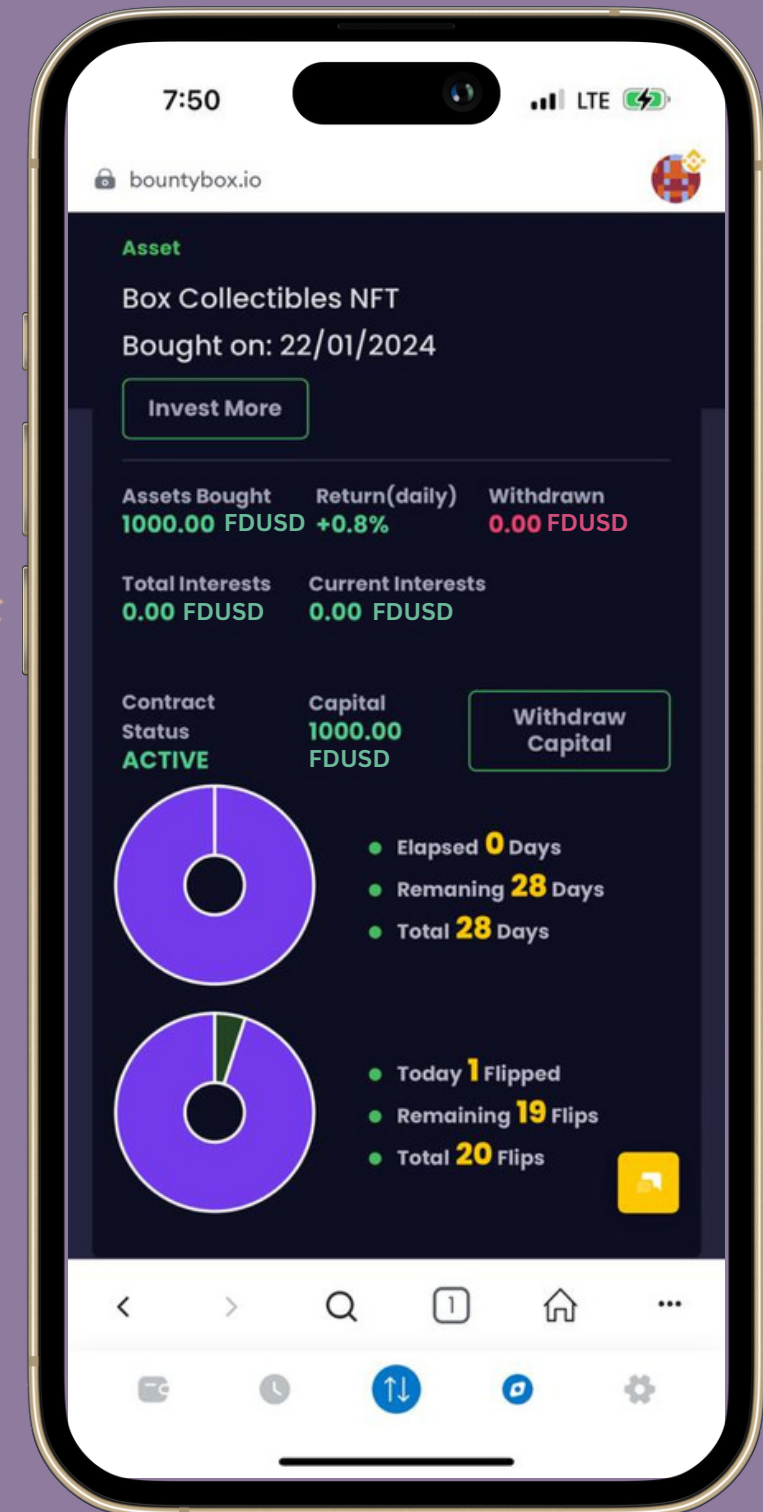 7:50
LTE
bountybox.io
Asset
Box Collectibles NFT
Bought on: 22/01/2024
Invest More
Assets Bought Return(daily) Withdrawn
1000.00 FDUSD +0.8% 0.00 FDUSD
Total Interests Current Interests
0.00 FDUSD 0.00 FDUSD
Contract Status
ACTIVE
Capital
1000.00
FDUSD
Withdraw
Capital
Elapsed 0 Days
Remaning 28 Days
Total 28 Days
Today 1 Flipped
Remaining 19 Flips
Total 20 Flips
1